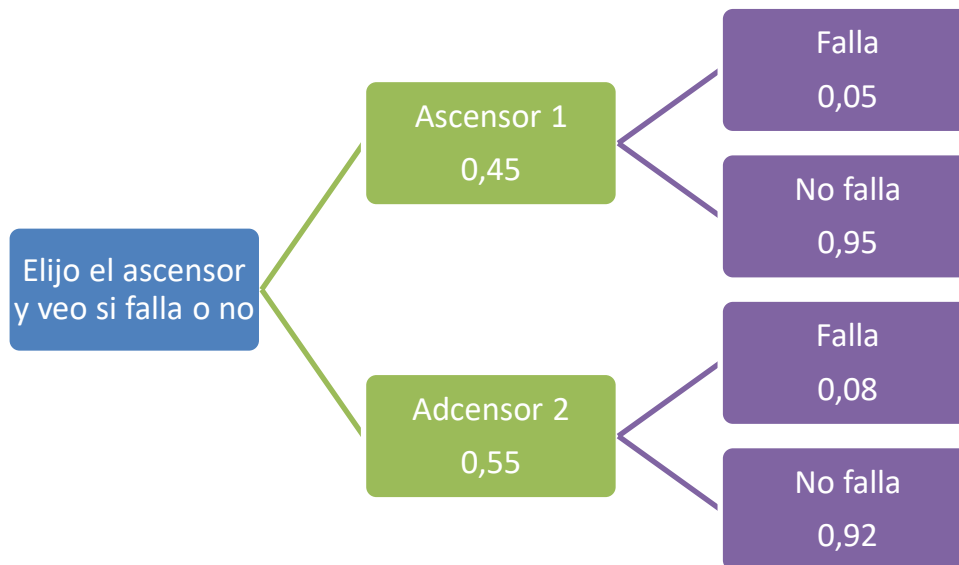 Elijo el ascensor
y veo si falla o no
Ascensor 1
0,45
Falla
0,05
No falla
0,95
Adcensor 2
0,55
Falla
0,08
No falla
0,92